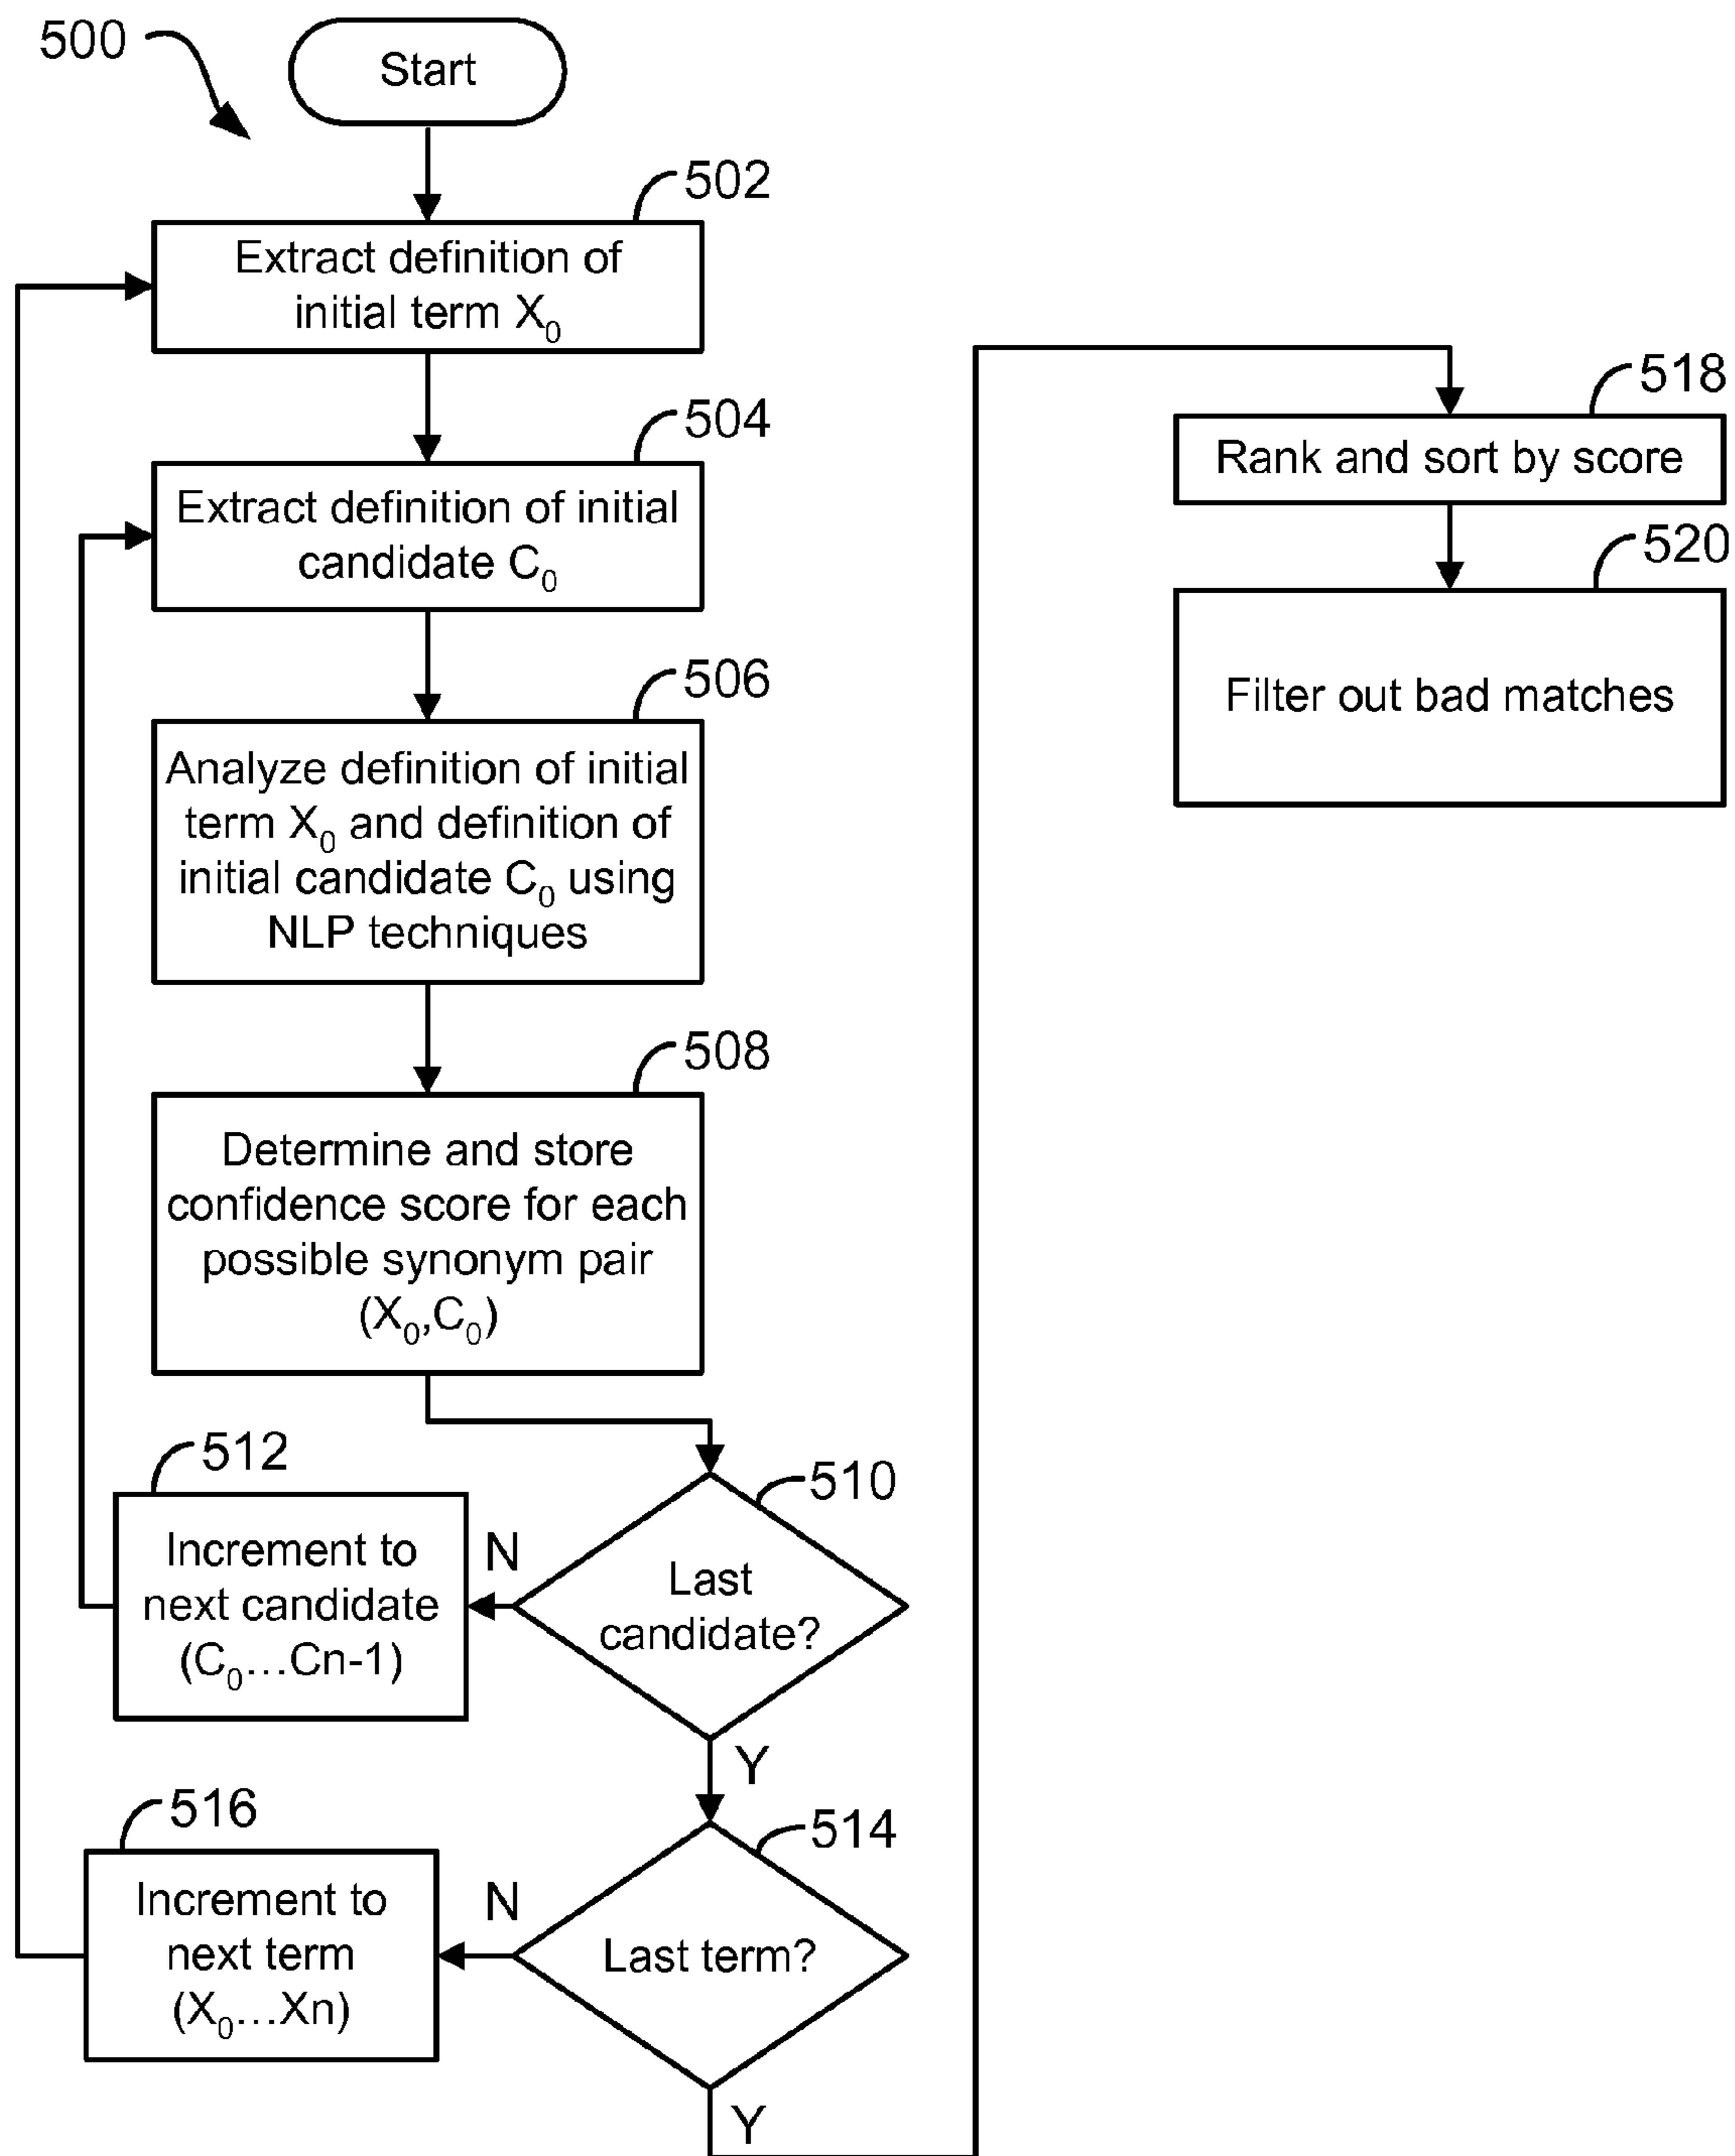 500
Start
502
Extract definition of
initial term X₀
504
Extract definition of initial
candidate C₀
506
Analyze definition of initial
term X₀ and definition of
initial candidate C₀ using
NLP techniques
508
Determine and store
confidence score for each
possible synonym pair
(X₀,C₀)
510
Last
candidate?
N
512
Increment to
next candidate
(C₀...Cn-1)
Y
514
Last term?
N
516
Increment to
next term
(X₀...Xn)
Y
518
Rank and sort by score
520
Filter out bad matches